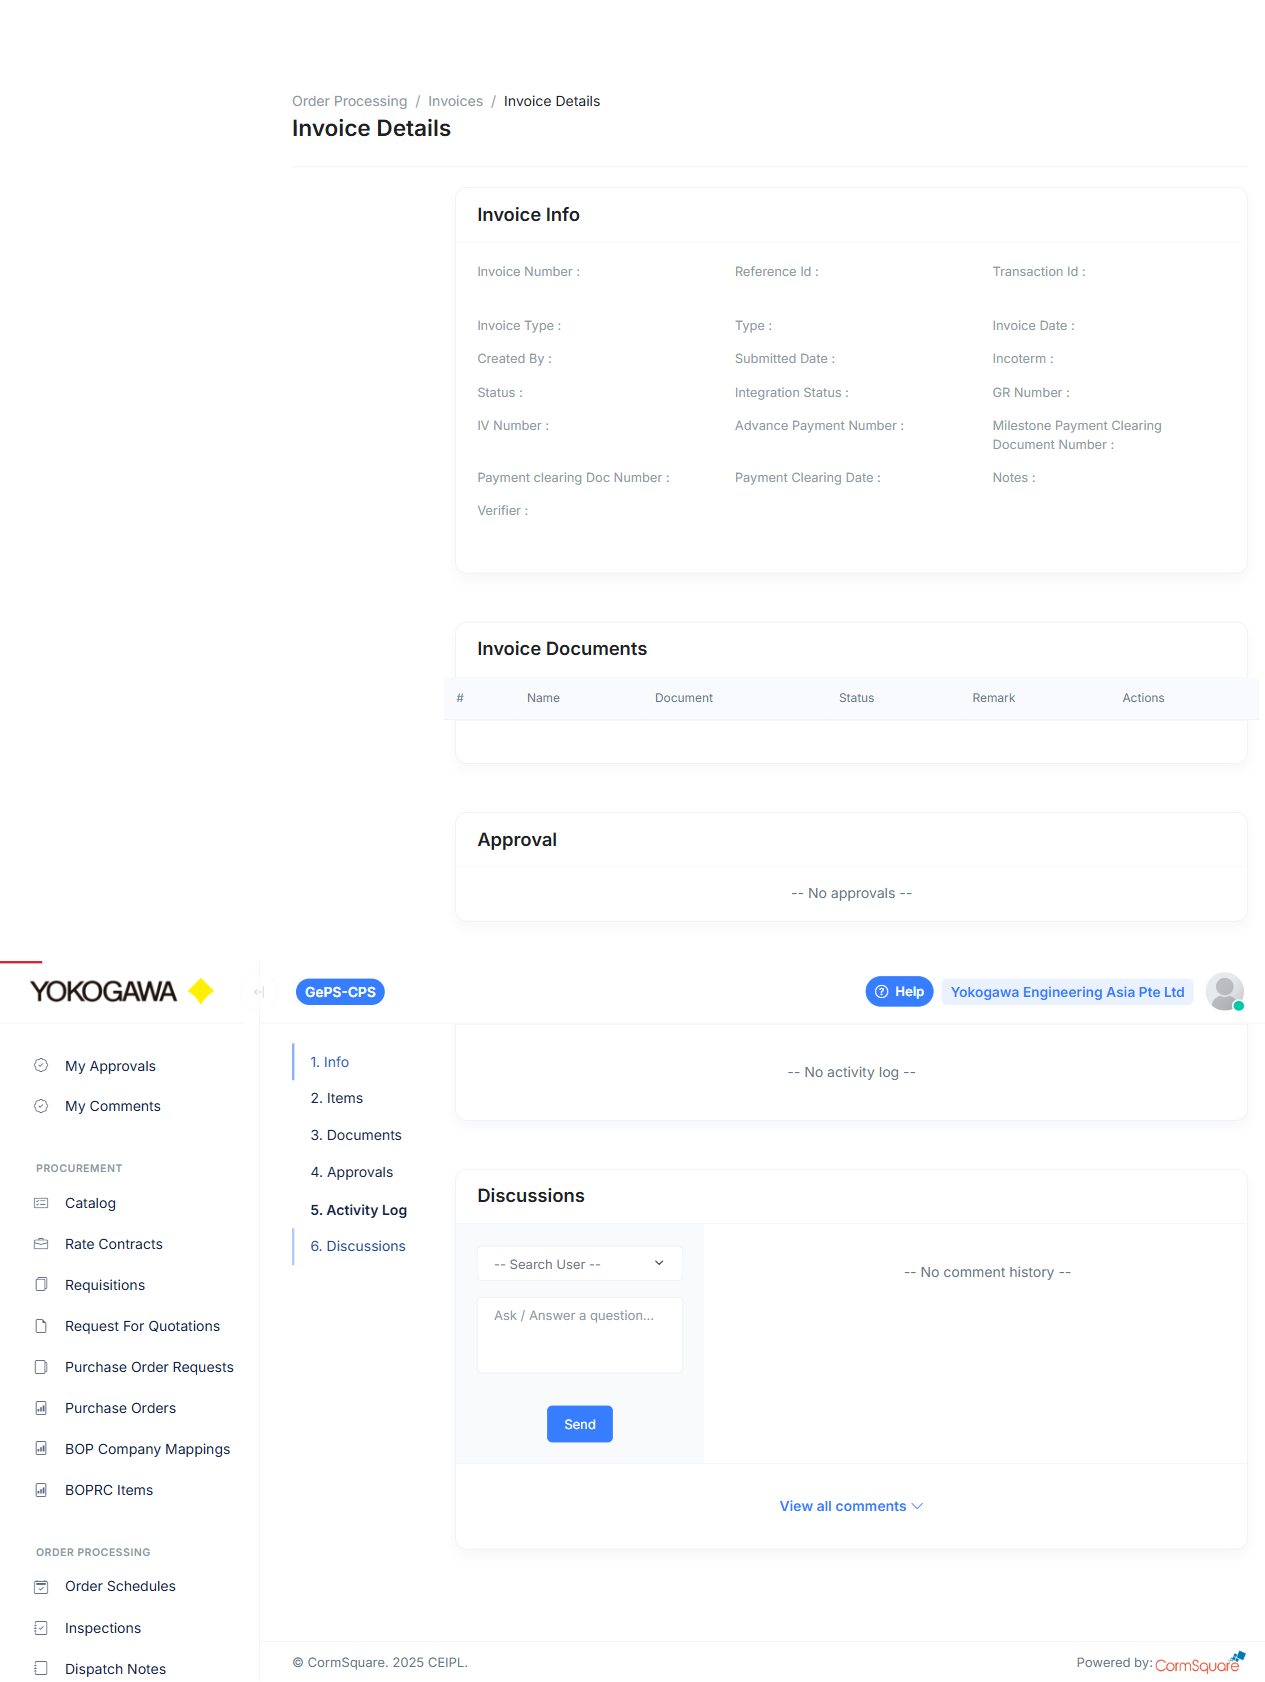 Order Processing / Invoices / Invoice Details
Invoice Details
Invoice Info
Invoice Number :
Reference Id :
Transaction Id :
Invoice Type :
Type :
Invoice Date :
Created By :
Submitted Date :
Incoterm :
Status :
Integration Status :
GR Number :
IV Number :
Advance Payment Number :
Milestone Payment Clearing
Document Number :
Payment clearing Doc Number :
Payment Clearing Date :
Notes :
Verifier :
Invoice Documents
# Name Document Status Remark Actions
Approval
-- No approvals --
YOKOGAWA
GePS-CPS
Help
Yokogawa Engineering Asia Pte Ltd
My Approvals
My Comments
PROCUREMENT
Catalog
Rate Contracts
Requisitions
Request For Quotations
Purchase Order Requests
Purchase Orders
BOP Company Mappings
BOPRC Items
ORDER PROCESSING
Order Schedules
Inspections
Dispatch Notes
1. Info
2. Items
3. Documents
4. Approvals
5. Activity Log
6. Discussions
-- No activity log --
Discussions
-- Search User --
Ask / Answer a question...
Send
-- No comment history --
View all comments
© CormSquare. 2025 CEIPL.
Powered by: CormSquare